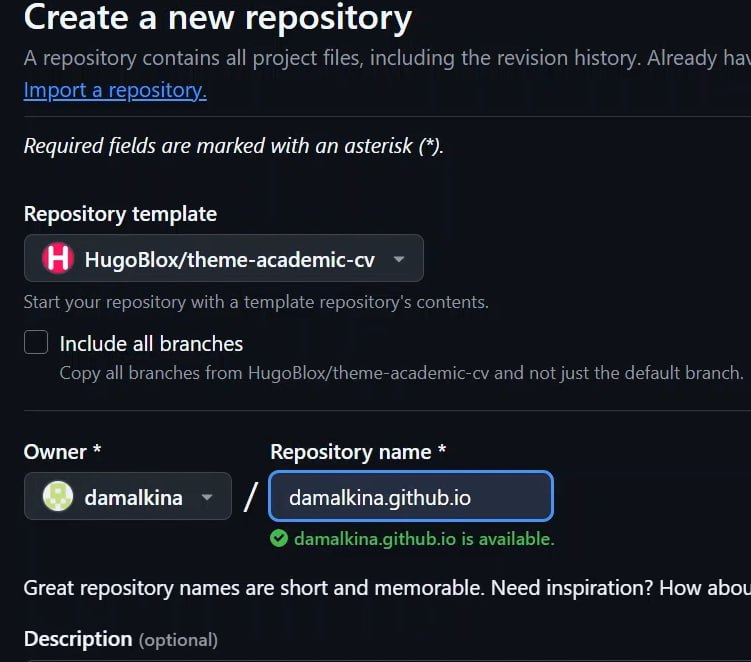 Create a new repository
A repository contains all project files, including the revision history. Already hav
Import a repository.
Required fields are marked with an asterisk (*).
Repository template
H HugoBlox/theme-academic-cv
Start your repository with a template repository's contents.
Include all branches
Copy all branches from HugoBlox/theme-academic-cv and not just the default branch.
Owner * Repository name *
damalkina / damalkina.github.io
damalkina.github.io is available.
Great repository names are short and memorable. Need inspiration? How abou
Description (optional)